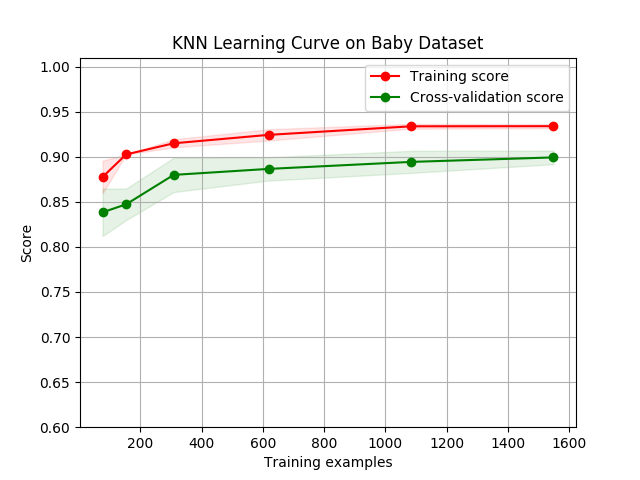 KNN Learning Curve on Baby Dataset
Training score
Cross-validation score
1.00
0.95
0.90
0.85
0.80
0.75
0.70
0.65
0.60
Score
200 400 600 800 1000 1200 1400 1600
Training examples